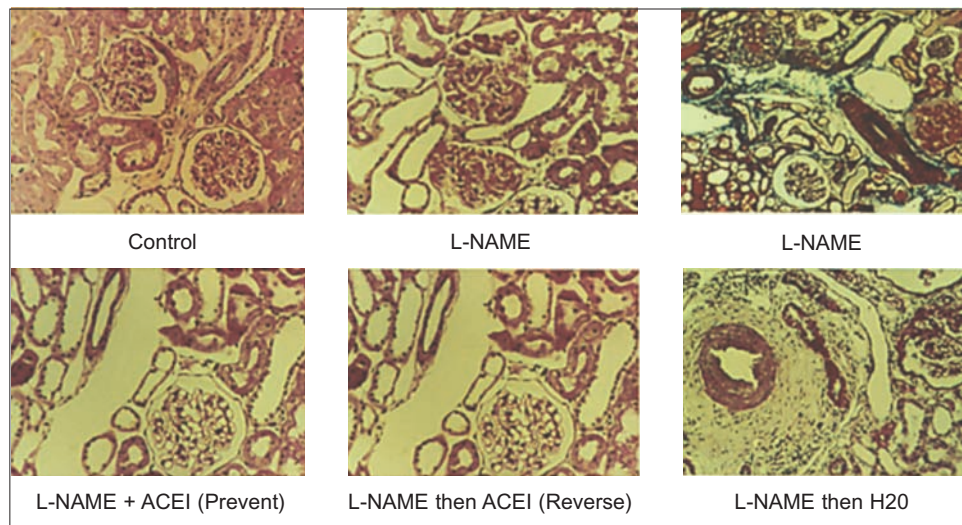 Control
L-NAME
L-NAME
L-NAME + ACEI (Prevent)
L-NAME then ACEI (Reverse)
L-NAME then H20